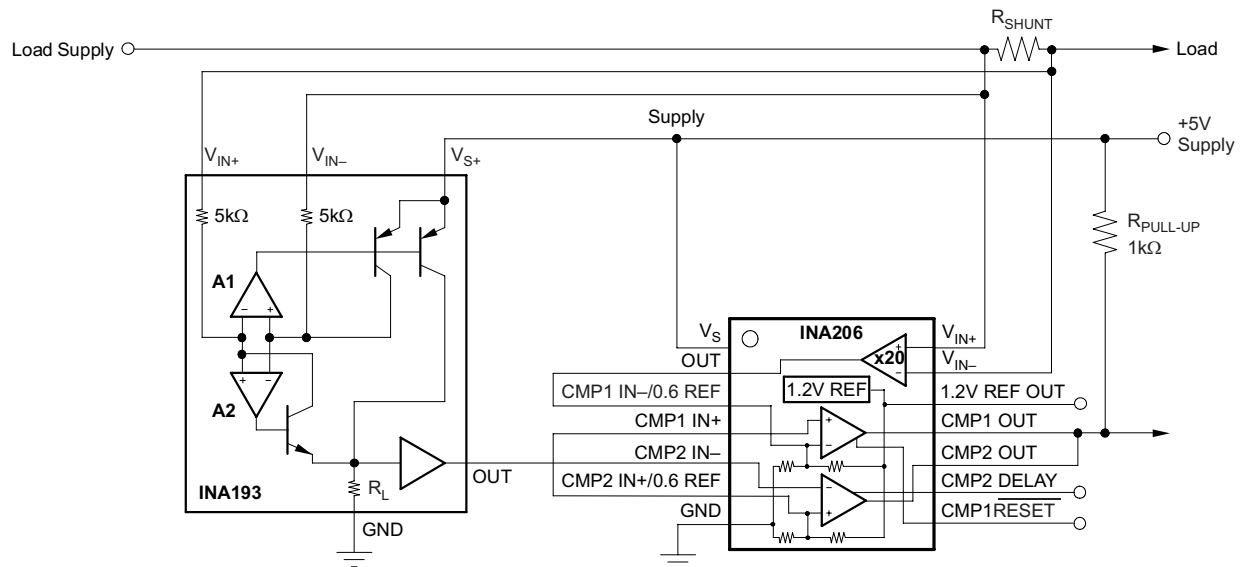 R_SHUNT
Load Supply
Load
Supply
+5V
Supply
V_IN+
V_IN–
V_S+
5kΩ
5kΩ
R_PULL-UP
1kΩ
A1
– +
+ –
A2
INA193
R_L
OUT
GND
V_S
INA206
V_IN+
OUT
x20
+
–
V_IN–
CMP1 IN–/0.6 REF
1.2V REF
1.2V REF OUT
CMP1 IN+
+
–
CMP1 OUT
CMP2 IN–
CMP2 OUT
CMP2 IN+/0.6 REF
–
+
CMP2 DELAY
GND
CMP1 RESET